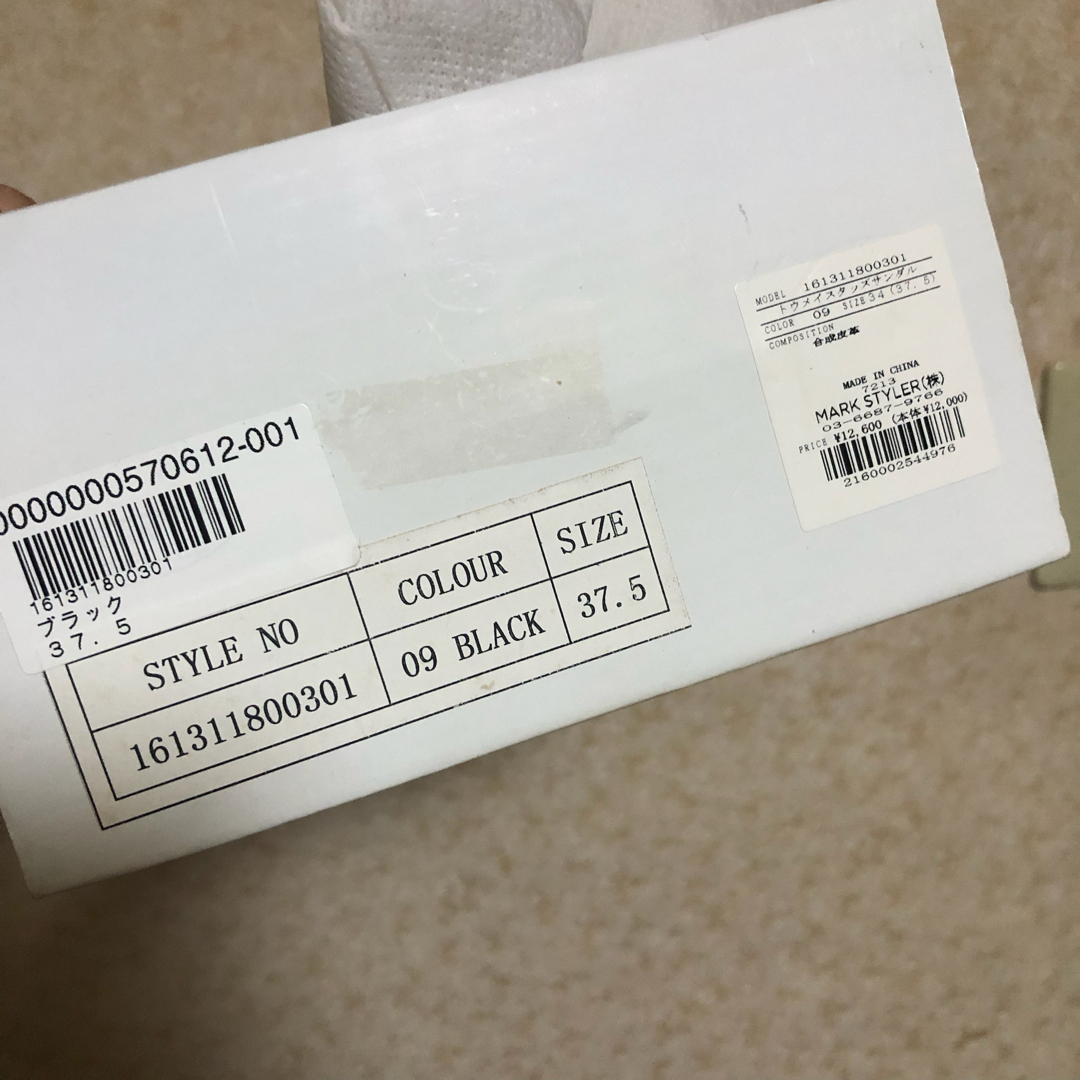 0000000570612-001
161311800301
ブラック
37.5
STYLE NO COLOUR SIZE
161311800301 09 BLACK 37.5
MODEL 161311800301
トウメイスタッズサンダル
COLOR 09 SIZE 34 (37.5)
COMPOSITION
合成皮革
MADE IN CHINA
7213
MARK STYLER(株)
03-6687-9766
PRICE ¥12,600 (本体¥12,000)
2160002544976